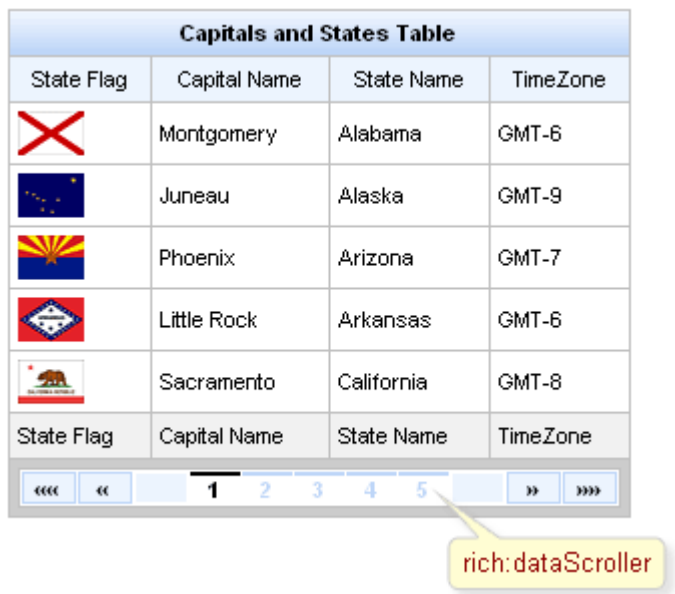 Capitals and States Table
State Flag Capital Name State Name TimeZone
Montgomery Alabama GMT-6
Juneau Alaska GMT-9
Phoenix Arizona GMT-7
Little Rock Arkansas GMT-6
Sacramento California GMT-8
State Flag Capital Name State Name TimeZone
«« « 1 2 3 4 5 » »»
rich:dataScroller